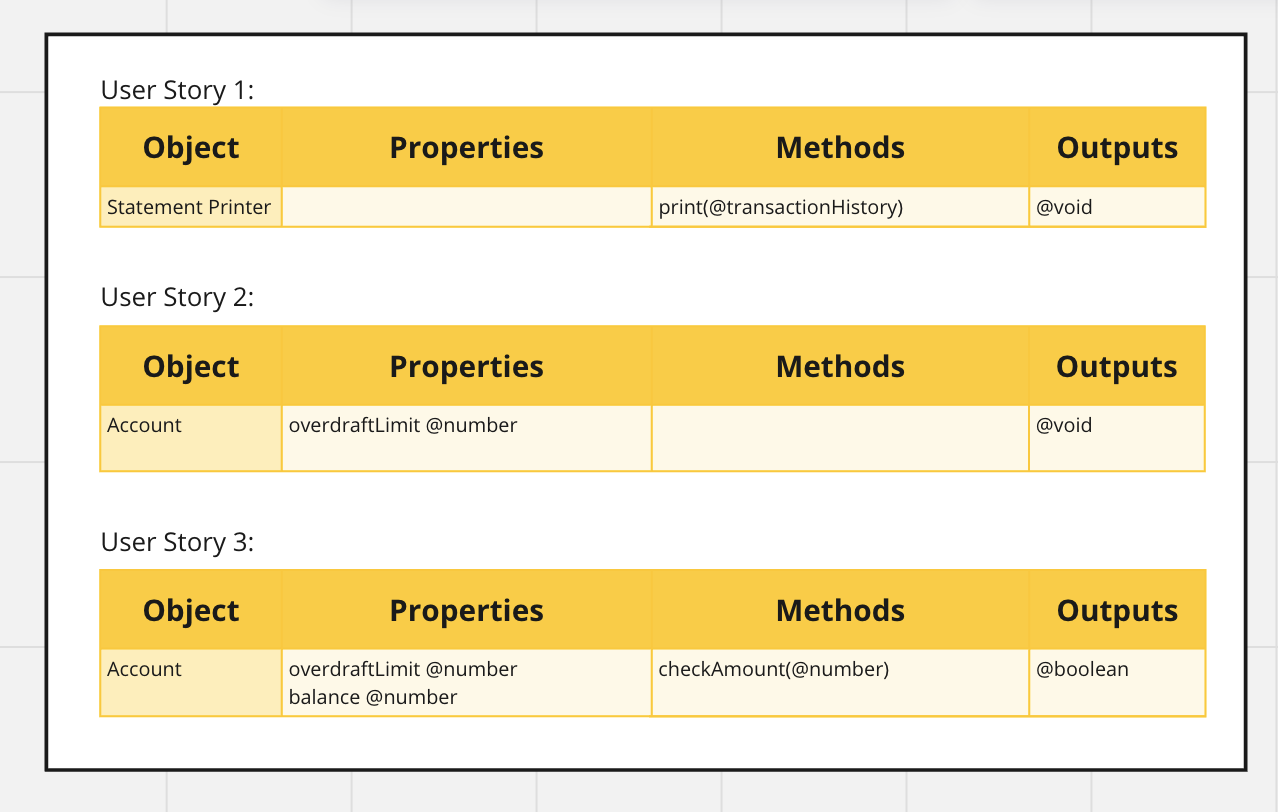 User Story 1:
Object Properties Methods Outputs
Statement Printer print(@transactionHistory) @void
User Story 2:
Object Properties Methods Outputs
Account overdraftLimit @number @void
User Story 3:
Object Properties Methods Outputs
Account overdraftLimit @number checkAmount(@number) @boolean
balance @number